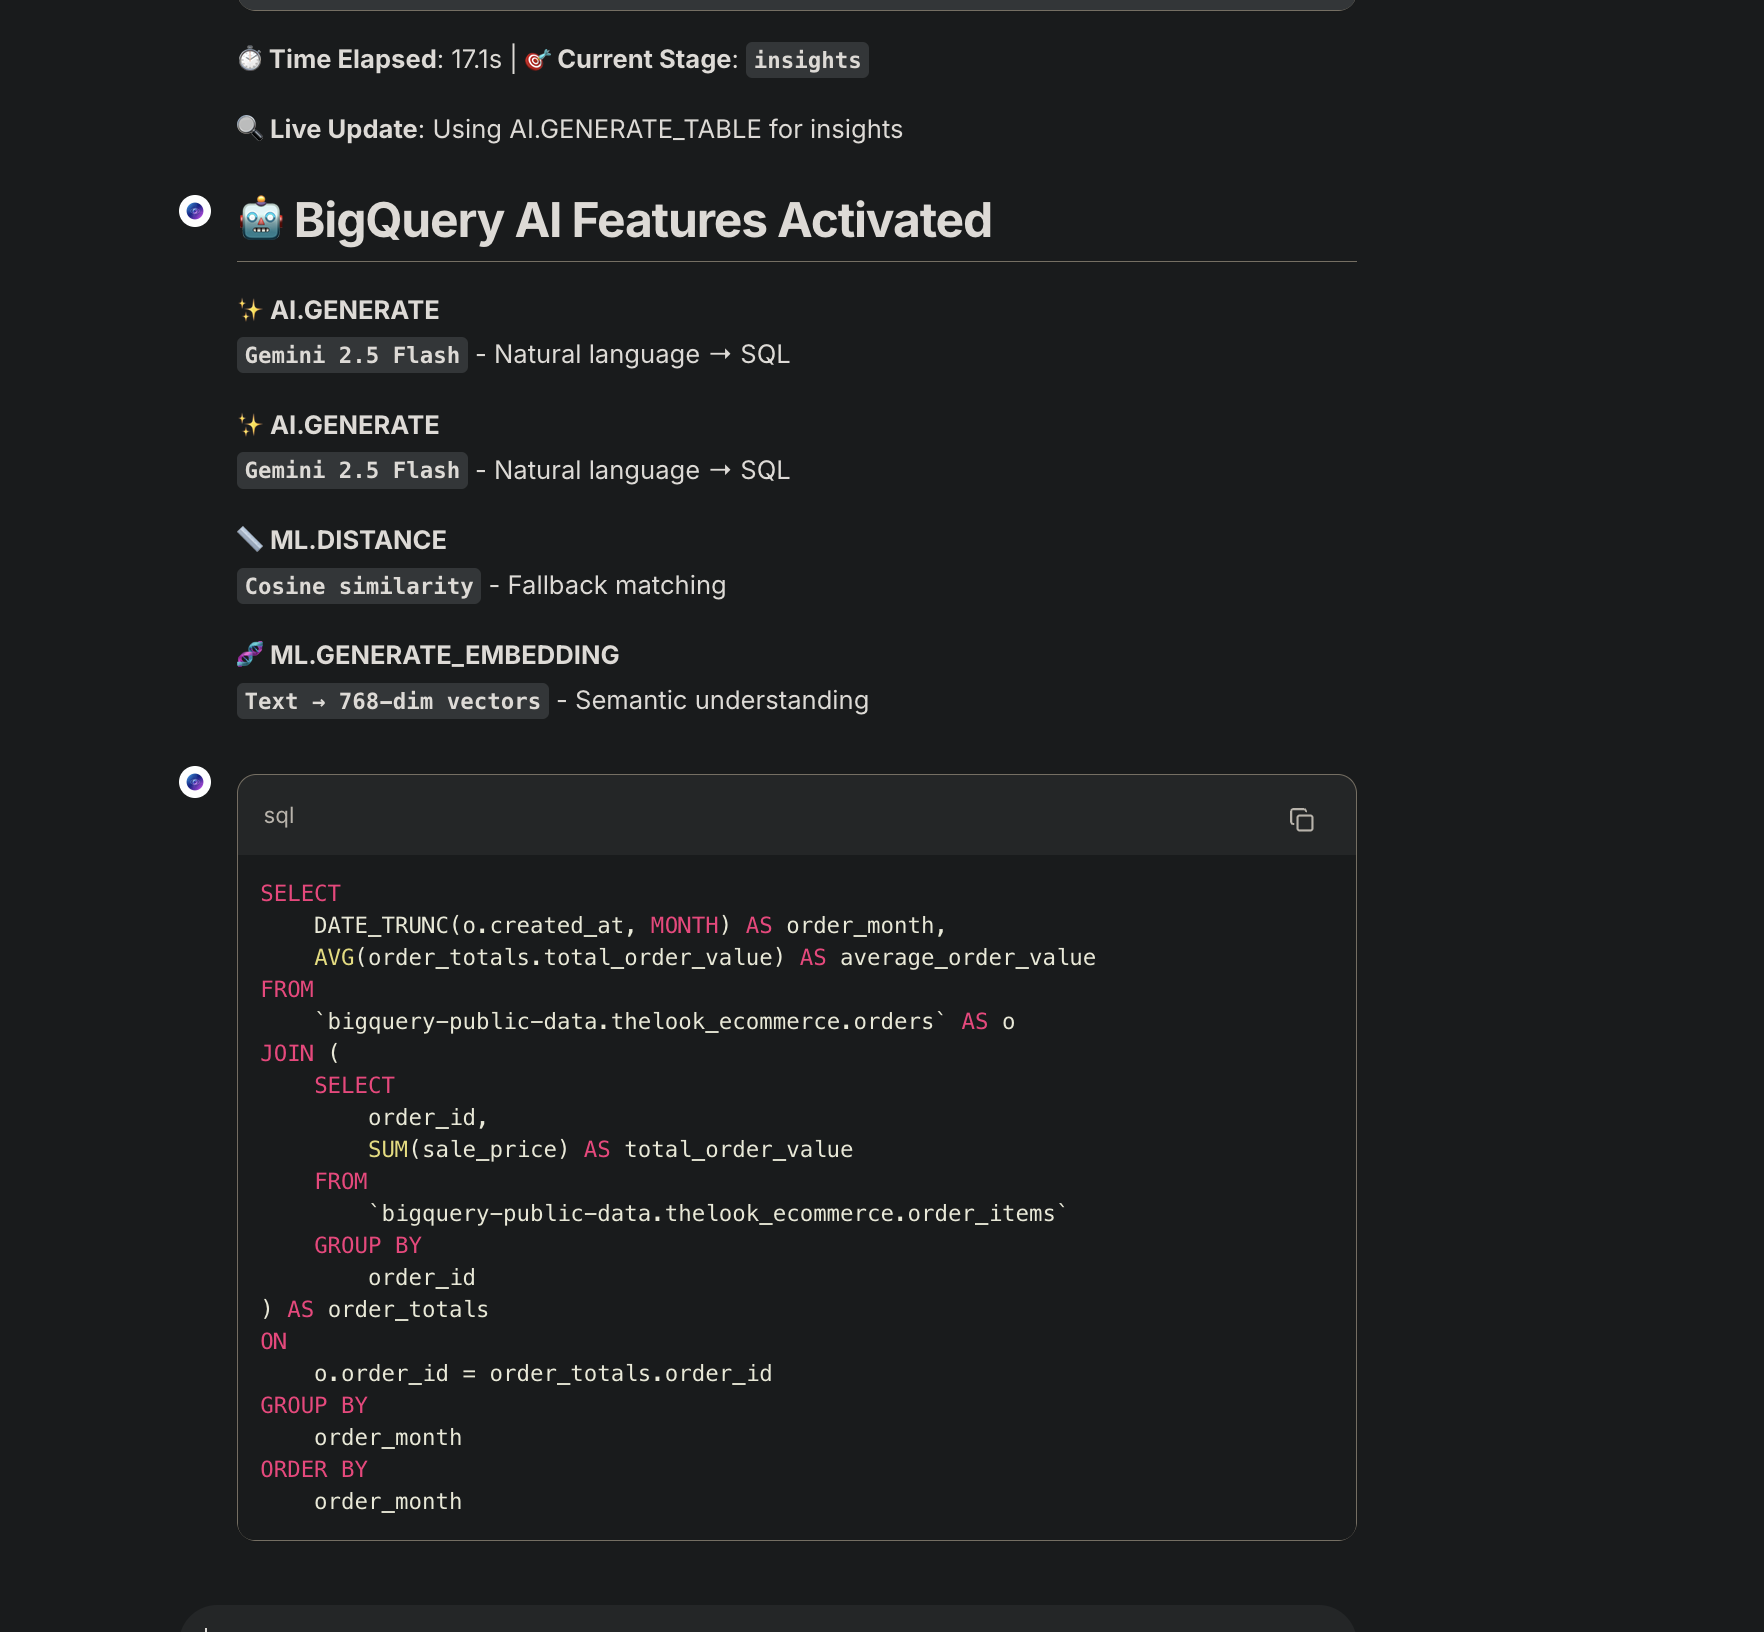 ⏱️ Time Elapsed: 17.1s | 🎯 Current Stage: insights
🔍 Live Update: Using AI.GENERATE_TABLE for insights
🤖 BigQuery AI Features Activated
✨ AI.GENERATE
Gemini 2.5 Flash - Natural language → SQL
✨ AI.GENERATE
Gemini 2.5 Flash - Natural language → SQL
📏 ML.DISTANCE
Cosine similarity - Fallback matching
🧬 ML.GENERATE_EMBEDDING
Text → 768-dim vectors - Semantic understanding
sql
SELECT
    DATE_TRUNC(o.created_at, MONTH) AS order_month,
    AVG(order_totals.total_order_value) AS average_order_value
FROM
    `bigquery-public-data.thelook_ecommerce.orders` AS o
JOIN (
    SELECT
        order_id,
        SUM(sale_price) AS total_order_value
    FROM
        `bigquery-public-data.thelook_ecommerce.order_items`
    GROUP BY
        order_id
) AS order_totals
ON
    o.order_id = order_totals.order_id
GROUP BY
    order_month
ORDER BY
    order_month